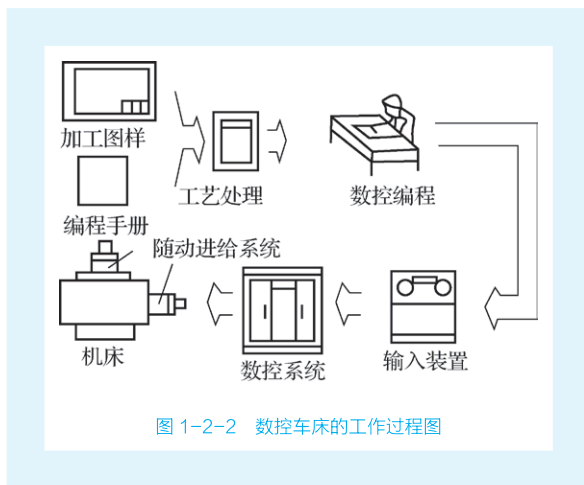 加工图样
编程手册
工艺处理
数控编程
随动进给系统
机床
数控系统
输入装置
图 1-2-2 数控车床的工作过程图